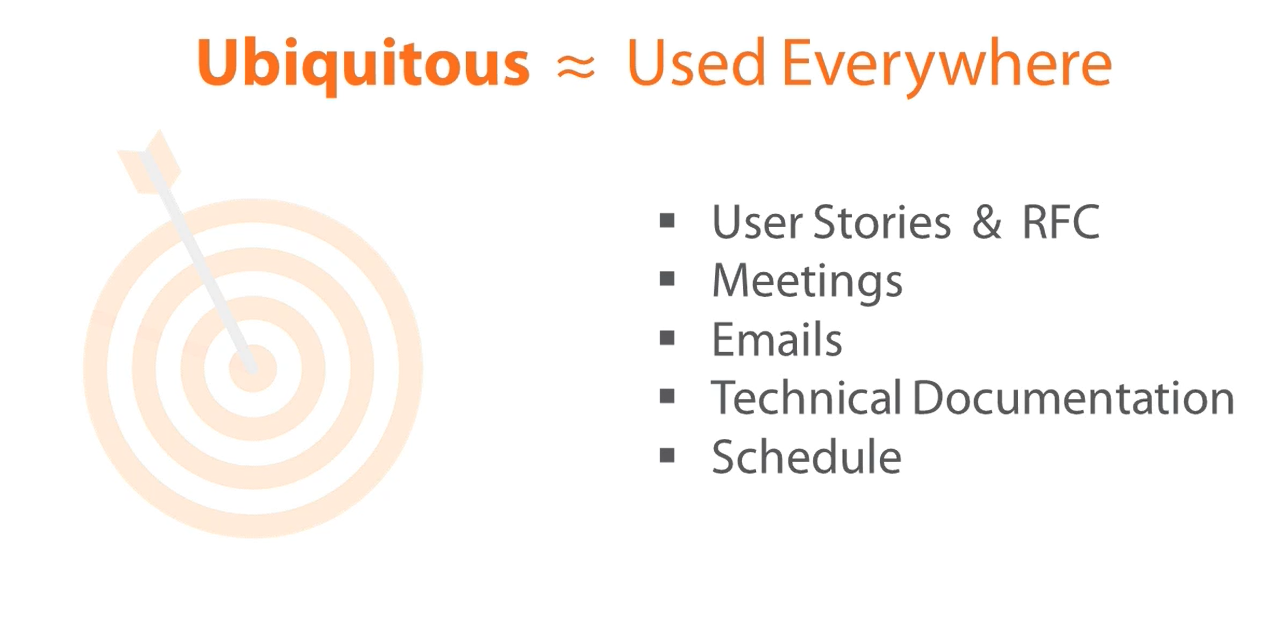 Ubiquitous ≈ Used Everywhere
▪ User Stories & RFC
▪ Meetings
▪ Emails
▪ Technical Documentation
▪ Schedule